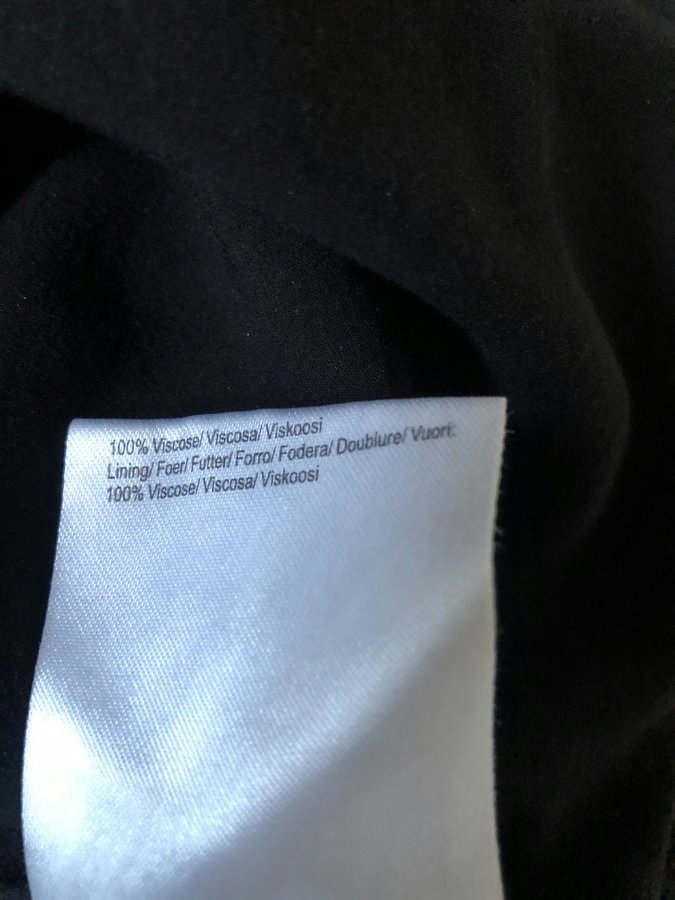 100% Viscose/ Viscosa/ Viskoosi
Lining/ Foer/ Futter/ Forro/ Fodera/ Doublure/ Vuori:
100% Viscose/ Viscosa/ Viskoosi